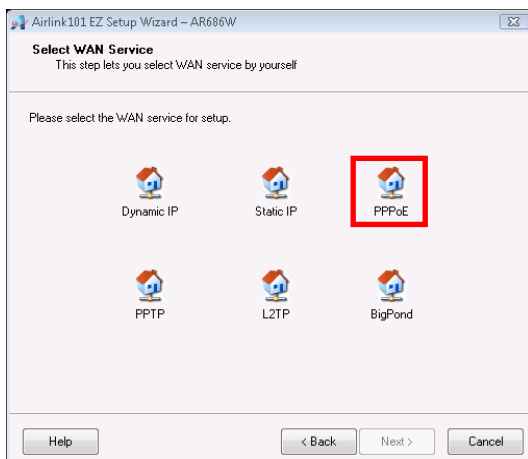 Airlink101 EZ Setup Wizard – AR686W
Select WAN Service
This step lets you select WAN service by yourself
Please select the WAN service for setup.
Dynamic IP Static IP PPPoE
PPTP L2TP BigPond
Help < Back Next > Cancel